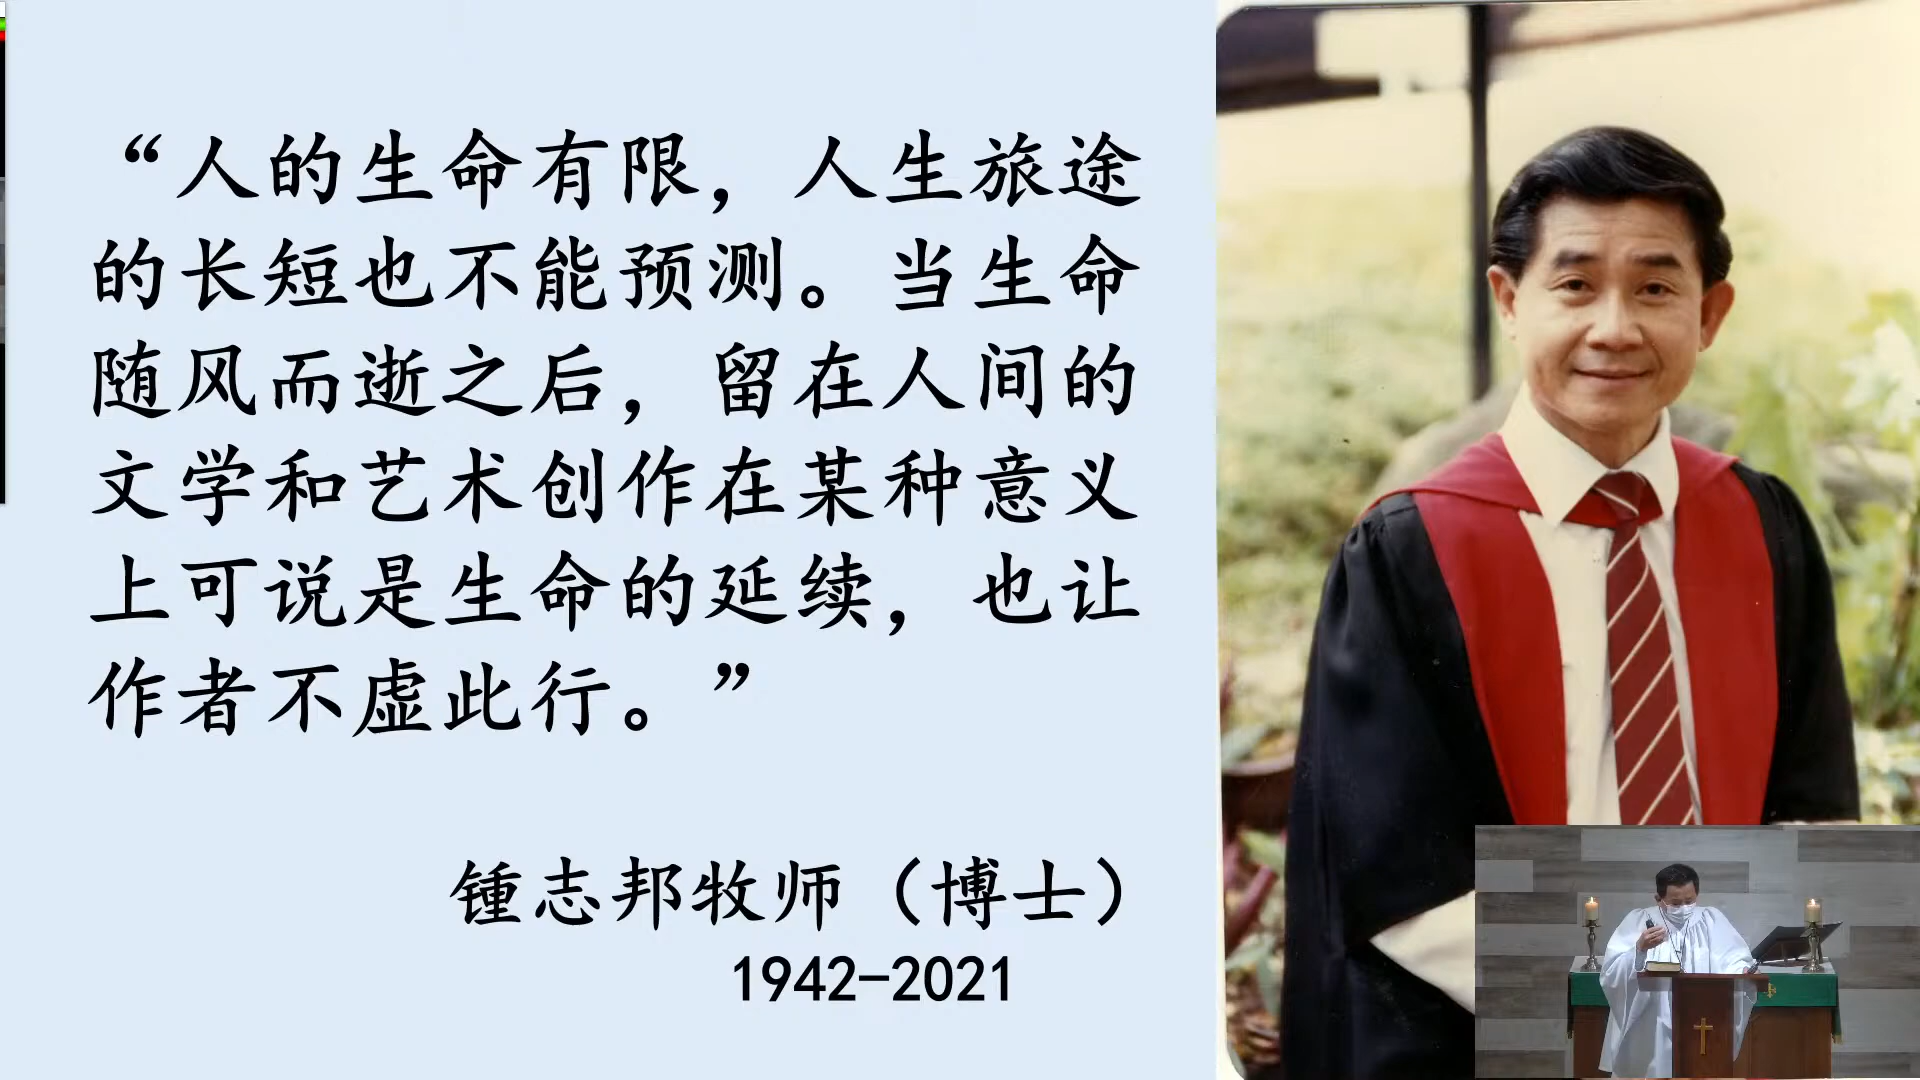 “人的生命有限，人生旅途
的长短也不能预测。当生命
随风而逝之后，留在人间的
文学和艺术创作在某种意义
上可说是生命的延续，也让
作者不虚此行。”
锺志邦牧师（博士）
1942-2021